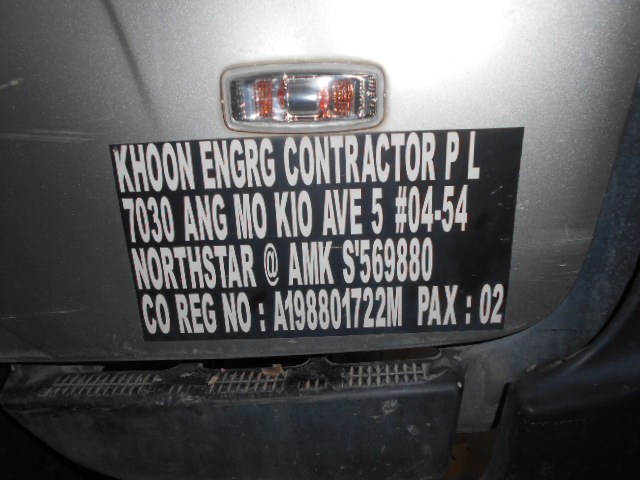 KHOON ENGRG CONTRACTOR P L
7030 ANG MO KIO AVE 5 #04-54
NORTHSTAR @ AMK S'569880
CO REG NO : A198801722M PAX : 02